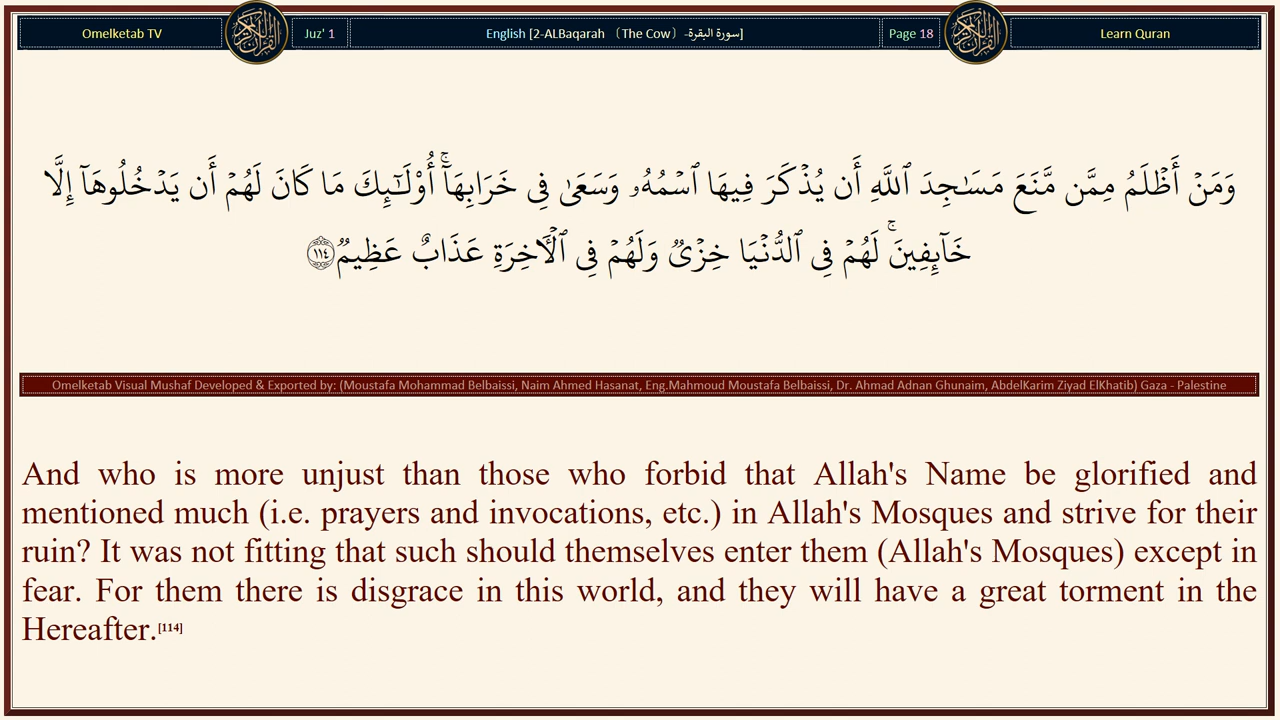 Omelketab TV
Juz' 1
English [2-ALBaqarah （The Cow） -سورة البقرة]
Page 18
Learn Quran
وَمَنۡ أَظۡلَمُ مِمَّن مَّنَعَ مَسَٰجِدَ ٱللَّهِ أَن يُذۡكَرَ فِيهَا ٱسۡمُهُۥ وَسَعَىٰ فِي خَرَابِهَآۚ أُوْلَٰٓئِكَ مَا كَانَ لَهُمۡ أَن يَدۡخُلُوهَآ إِلَّا
خَآئِفِينَۚ لَهُمۡ فِي ٱلدُّنۡيَا خِزۡيٞ وَلَهُمۡ فِي ٱلۡأٓخِرَةِ عَذَابٌ عَظِيمٞ ١١٤
Omelketab Visual Mushaf Developed & Exported by: (Moustafa Mohammad Belbaissi, Naim Ahmed Hasanat, Eng.Mahmoud Moustafa Belbaissi, Dr. Ahmad Adnan Ghunaim, AbdelKarim Ziyad ElKhatib) Gaza - Palestine
And who is more unjust than those who forbid that Allah's Name be glorified and
mentioned much (i.e. prayers and invocations, etc.) in Allah's Mosques and strive for their
ruin? It was not fitting that such should themselves enter them (Allah's Mosques) except in
fear. For them there is disgrace in this world, and they will have a great torment in the
Hereafter.[114]